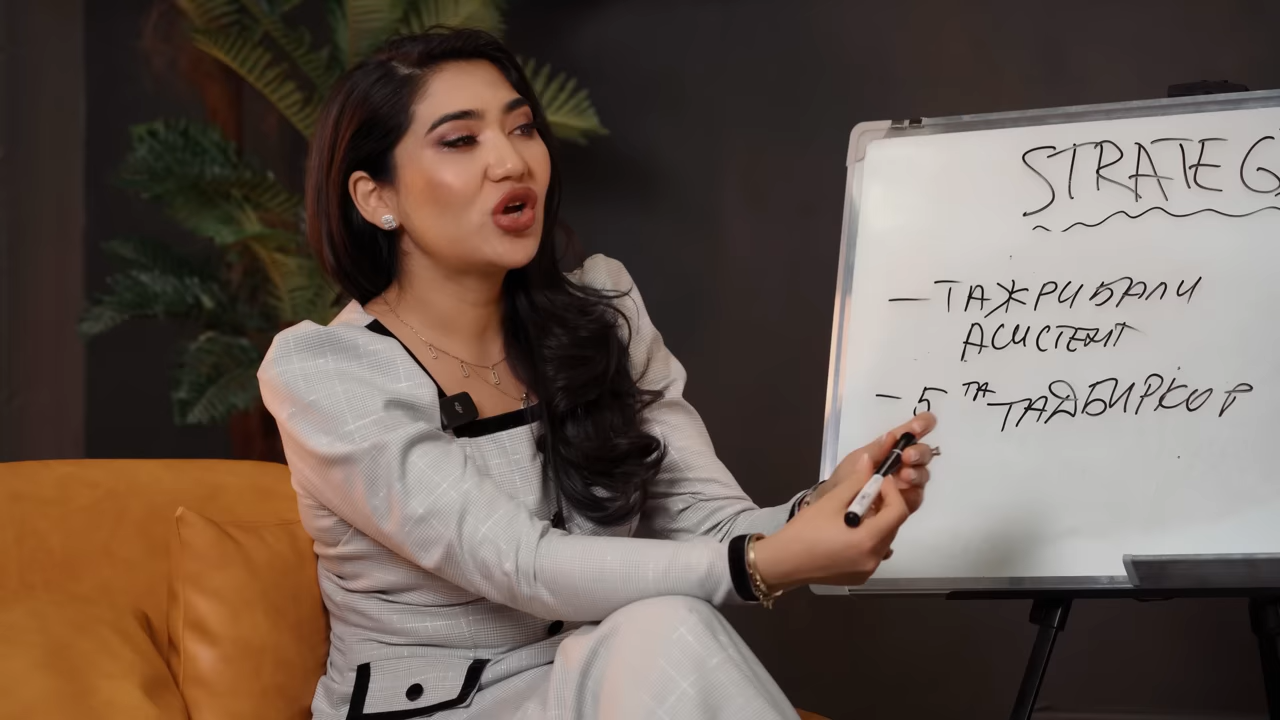 STRATEG
— ТАЖРИБАЛИ
АСИСТЕНТ
— 5 ТА ТАДБИРКОР